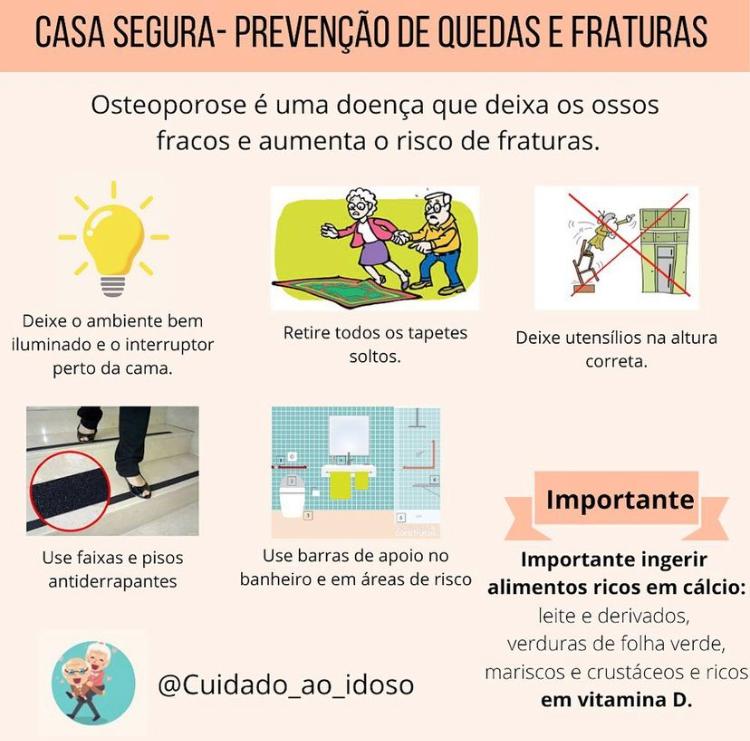 CASA SEGURA- PREVENÇÃO DE QUEDAS E FRATURAS
Osteoporose é uma doença que deixa os ossos
fracos e aumenta o risco de fraturas.
Deixe o ambiente bem
iluminado e o interruptor
perto da cama.
Retire todos os tapetes
soltos.
Deixe utensílios na altura
correta.
Use faixas e pisos
antiderrapantes
Use barras de apoio no
banheiro e em áreas de risco
Importante
Importante ingerir
alimentos ricos em cálcio:
leite e derivados,
verduras de folha verde,
mariscos e crustáceos e ricos
em vitamina D.
@Cuidado_ao_idoso